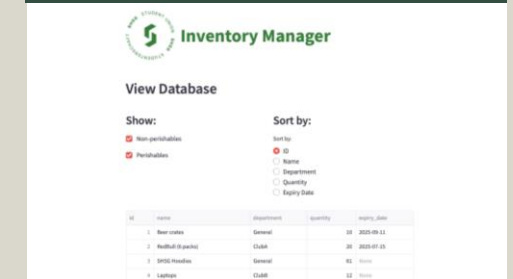 Inventory Manager
View Database
Show:
Non-perishables
Perishables
Sort by:
Sort by:
ID
Name
Department
Quantity
Expiry Date
id name department quantity expiry_date
1 Beer crates General 10 2025-09-11
2 RedBull (6 packs) ClubA 20 2025-07-15
3 SHSG Hoodies General 61 None
4 Laptops ClubB 12 None